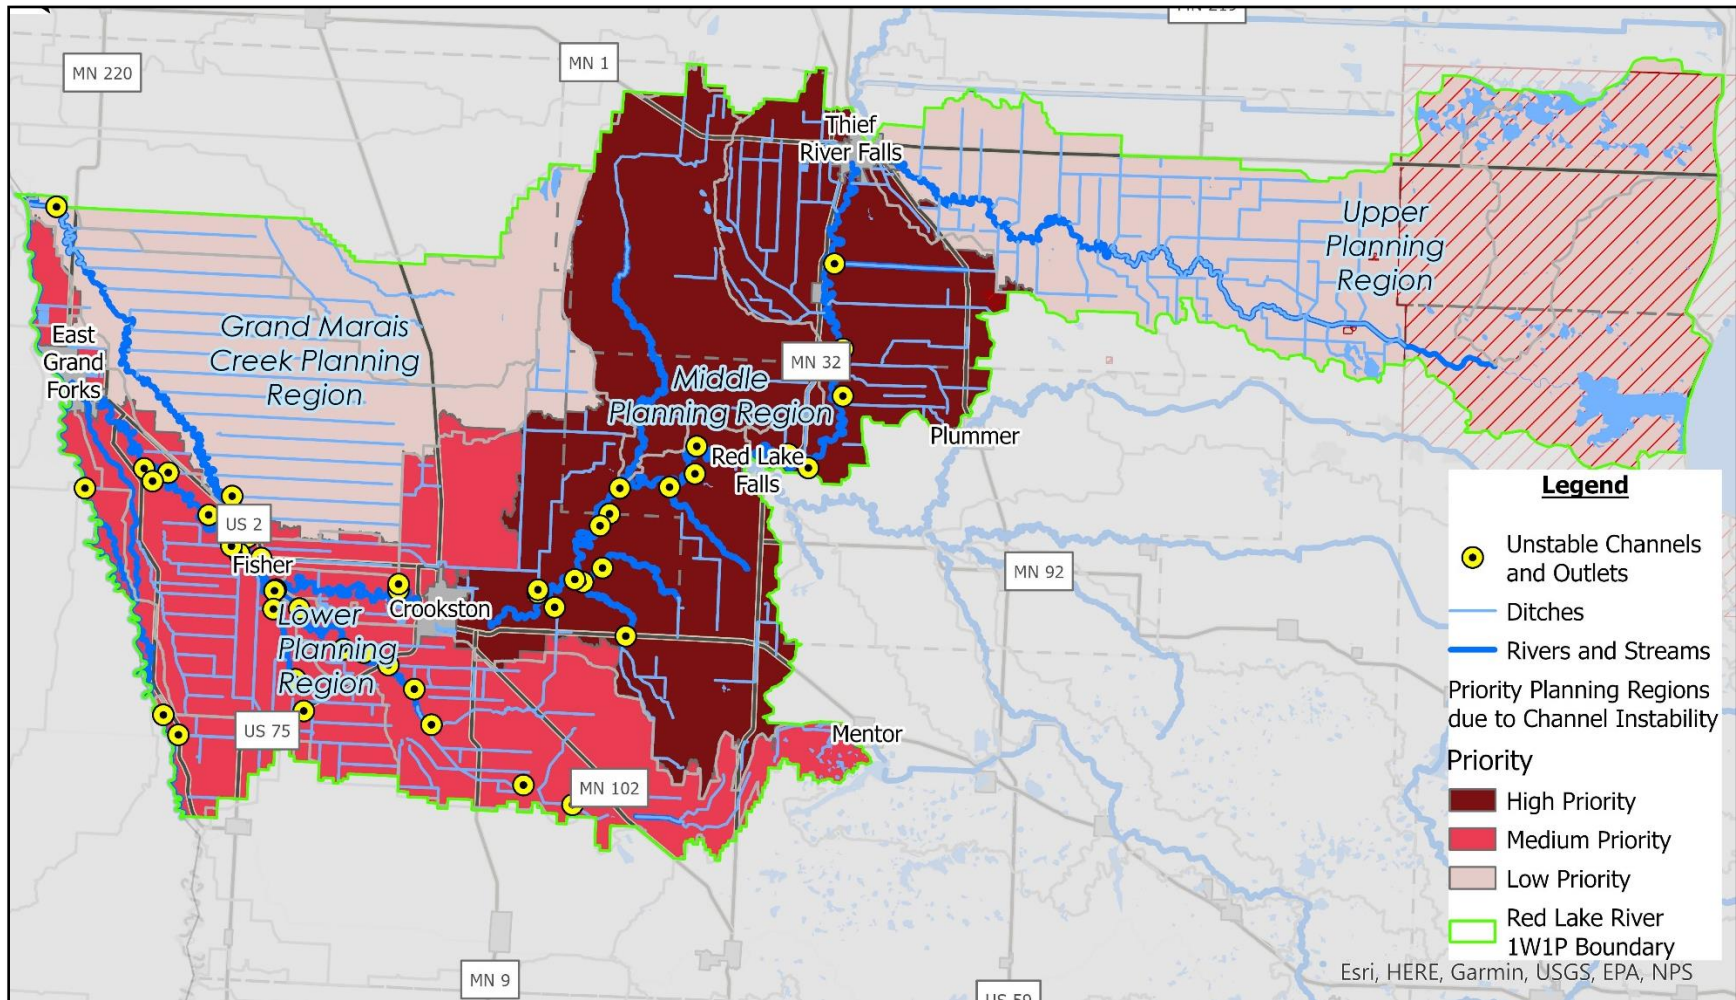 MN 219
MN 220
MN 1
Thief
River Falls
Upper
Planning
Region
Grand Marais
Creek Planning
Region
East
Grand
Forks
MN 32
Middle
Planning Region
Plummer
Red Lake
Falls
US 2
Fisher
Crookston
MN 92
Lower
Planning
Region
US 75
Mentor
MN 102
MN 9
US 59
Legend
Unstable Channels
and Outlets
Ditches
Rivers and Streams
Priority Planning Regions
due to Channel Instability
Priority
High Priority
Medium Priority
Low Priority
Red Lake River
1W1P Boundary
Esri, HERE, Garmin, USGS, EPA, NPS